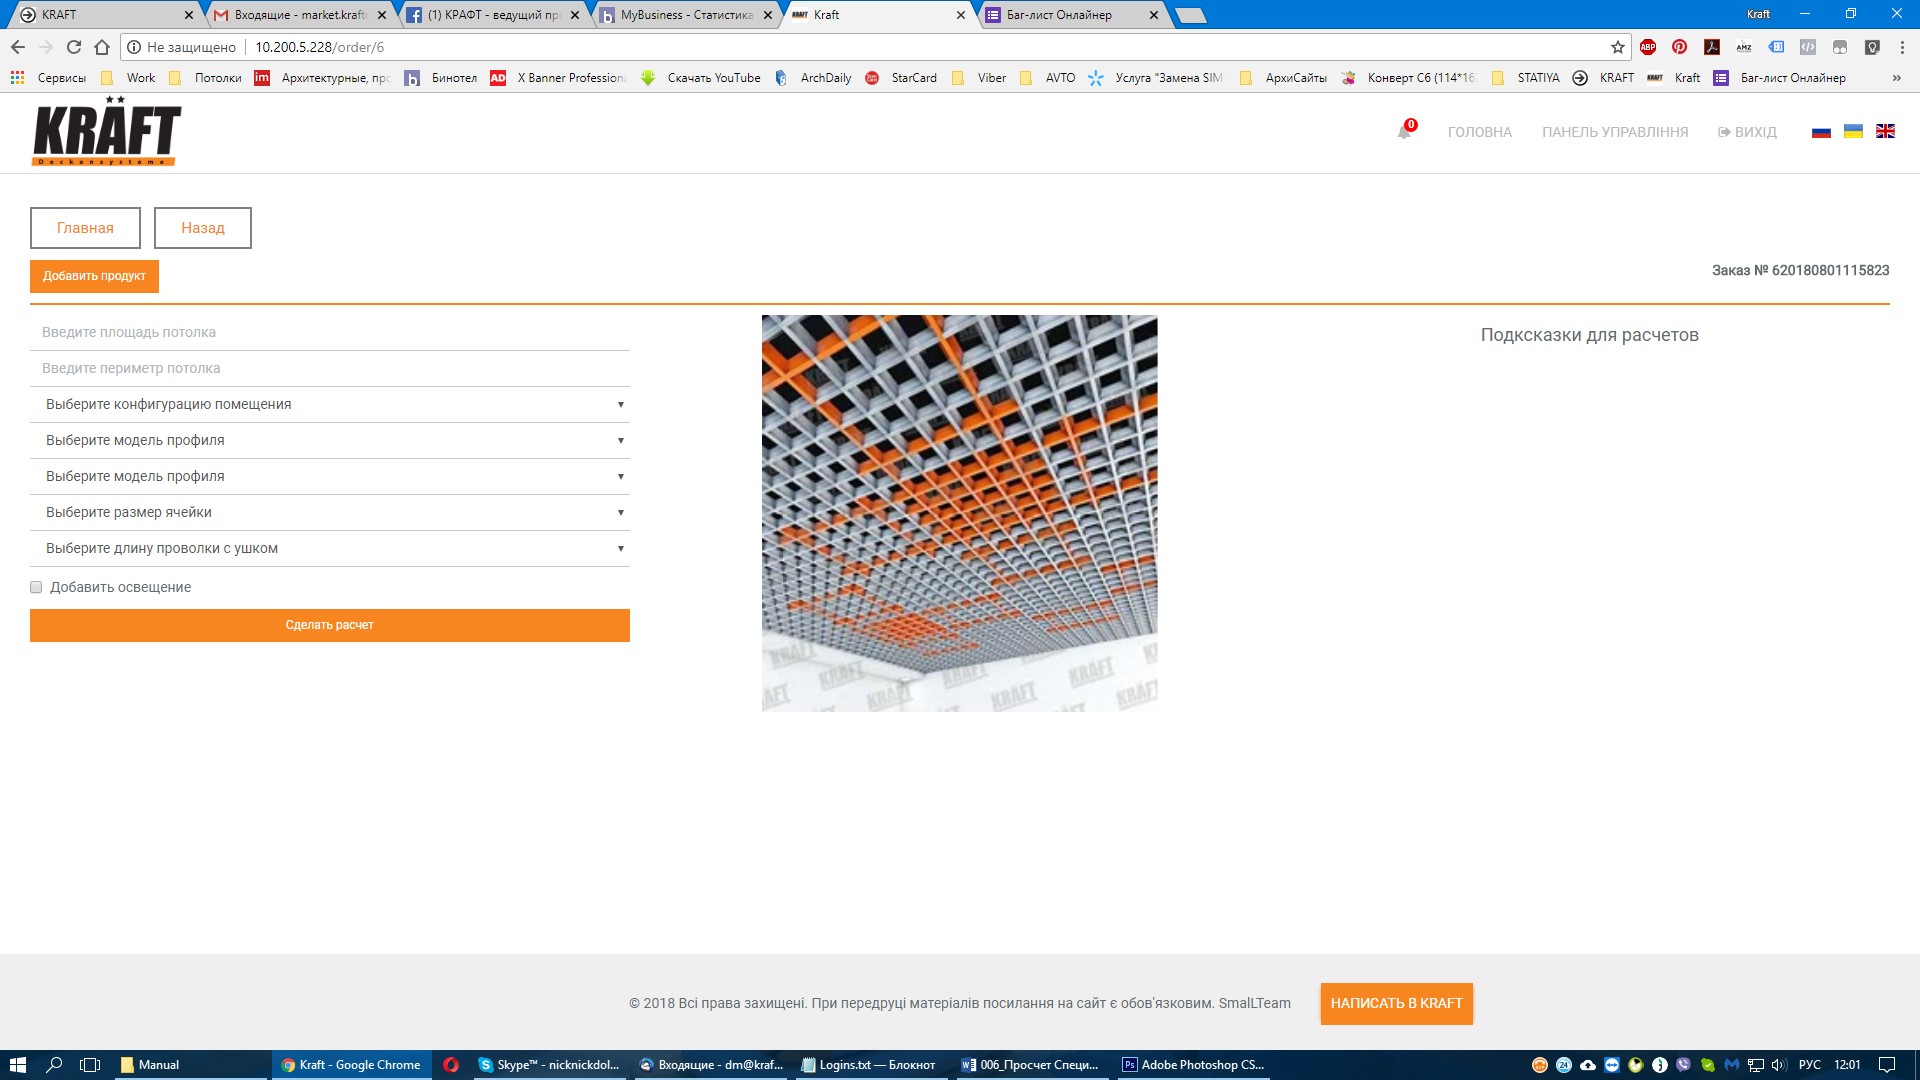 KRAFT
Входящие - market.kraft
(1) КРАФТ - ведущий пр
MyBusiness - Статистика
Kraft
Баг-лист Онлайнер
Kraft
Не защищено
10.200.5.228/order/6
ABP
AMZ
Сервисы
Work
Потолки
im
Архитектурные, про
b
Бинотел
AD
X Banner Profession
Скачать YouTube
ArchDaily
StarCard
Viber
AVTO
Услуга "Замена SIM
АрхиСайты
Конверт С6 (114*16
STATIYA
KRAFT
Kraft
Баг-лист Онлайнер
»
KRAFT
Deckensysteme
0
ГОЛОВНА
ПАНЕЛЬ УПРАВЛІННЯ
ВИХІД
Главная
Назад
Добавить продукт
Заказ № 620180801115823
Введите площадь потолка
Введите периметр потолка
Выберите конфигурацию помещения
Выберите модель профиля
Выберите модель профиля
Выберите размер ячейки
Выберите длину проволки с ушком
Добавить освещение
Сделать расчет
Подксказки для расчетов
KRAFT
KRAFT
KRAFT
KRAFT
KRAFT
KRAFT
KRAFT
© 2018 Всі права захищені. При передруці матеріалів посилання на сайт є обов'язковим. SmalLTeam
НАПИСАТЬ В KRAFT
Manual
Kraft - Google Chrome
Skype™ - nicknickdol...
Входящие - dm@kraf...
Logins.txt — Блокнот
006_Просчет Специ...
Adobe Photoshop CS...
РУС
12:01